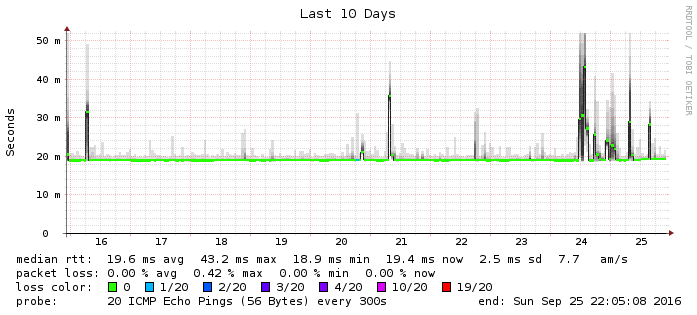 Last 10 Days
RRDTOOL / TOBI OETIKER
Seconds
50 m
40 m
30 m
20 m
10 m
0
16 17 18 19 20 21 22 23 24 25
median rtt: 19.6 ms avg 43.2 ms max 18.9 ms min 19.4 ms now 2.5 ms sd 7.7 am/s
packet loss: 0.00 % avg 0.42 % max 0.00 % min 0.00 % now
loss color: 0 1/20 2/20 3/20 4/20 10/20 19/20
probe: 20 ICMP Echo Pings (56 Bytes) every 300s end: Sun Sep 25 22:05:08 2016